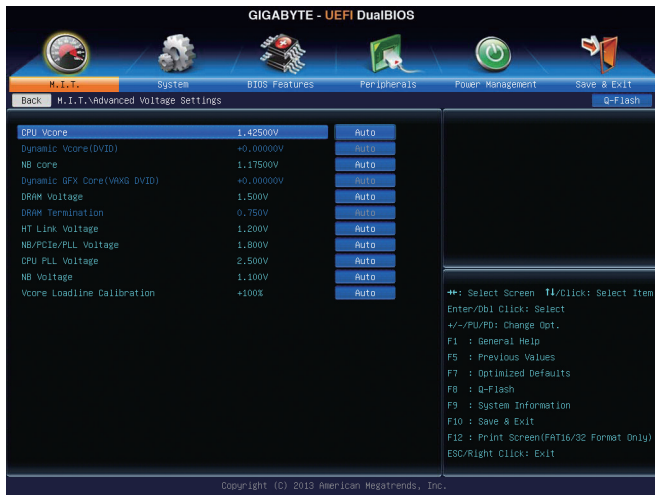 GIGABYTE - UEFI DualBIOS
M.I.T. System BIOS Features Peripherals Power Management Save & Exit
Back M.I.T.\Advanced Voltage Settings Q-Flash
CPU Vcore 1.42500V Auto
Dynamic Vcore(DVID) +0.00000V Auto
NB core 1.17500V Auto
Dynamic GFX Core(VAXG DVID) +0.00000V Auto
DRAM Voltage 1.500V Auto
DRAM Termination 0.750V Auto
HT Link Voltage 1.200V Auto
NB/PCIe/PLL Voltage 1.800V Auto
CPU PLL Voltage 2.500V Auto
NB Voltage 1.100V Auto
Vcore Loadline Calibration +100% Auto
→←: Select Screen ↑↓/Click: Select Item
Enter/Dbl Click: Select
+/-/PU/PD: Change Opt.
F1 : General Help
F5 : Previous Values
F7 : Optimized Defaults
F8 : Q-Flash
F9 : System Information
F10 : Save & Exit
F12 : Print Screen(FAT16/32 Format Only)
ESC/Right Click: Exit
Copyright (C) 2013 American Megatrends, Inc.